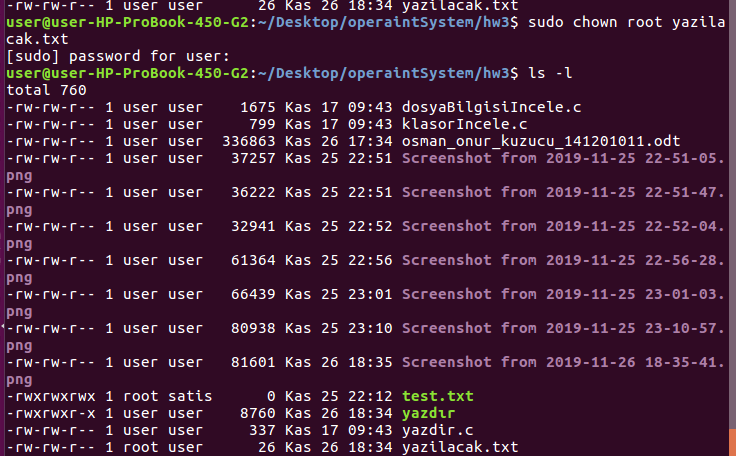 -rw-rw-r-- 1 user user     26 Kas 26 18:34 yazilacak.txt
user@user-HP-ProBook-450-G2:~/Desktop/operaintSystem/hw3$ sudo chown root yazila
cak.txt
[sudo] password for user:
user@user-HP-ProBook-450-G2:~/Desktop/operaintSystem/hw3$ ls -l
total 760
-rw-rw-r-- 1 user user    1675 Kas 17 09:43 dosyaBilgisiIncele.c
-rw-rw-r-- 1 user user     799 Kas 17 09:43 klasorIncele.c
-rw-rw-r-- 1 user user  336863 Kas 26 17:34 osman_onur_kuzucu_141201011.odt
-rw-rw-r-- 1 user user   37257 Kas 25 22:51 Screenshot from 2019-11-25 22-51-05.
png
-rw-rw-r-- 1 user user   36222 Kas 25 22:51 Screenshot from 2019-11-25 22-51-47.
png
-rw-rw-r-- 1 user user   32941 Kas 25 22:52 Screenshot from 2019-11-25 22-52-04.
png
-rw-rw-r-- 1 user user   61364 Kas 25 22:56 Screenshot from 2019-11-25 22-56-28.
png
-rw-rw-r-- 1 user user   66439 Kas 25 23:01 Screenshot from 2019-11-25 23-01-03.
png
-rw-rw-r-- 1 user user   80938 Kas 25 23:10 Screenshot from 2019-11-25 23-10-57.
png
-rw-rw-r-- 1 user user   81601 Kas 26 18:35 Screenshot from 2019-11-26 18-35-41.
png
-rwxrwxrwx 1 root satis      0 Kas 25 22:12 test.txt
-rwxrwxr-x 1 user user    8760 Kas 26 18:34 yazdır
-rw-rw-r-- 1 user user     337 Kas 17 09:43 yazdir.c
-rw-rw-r-- 1 root user      26 Kas 26 18:34 yazilacak.txt